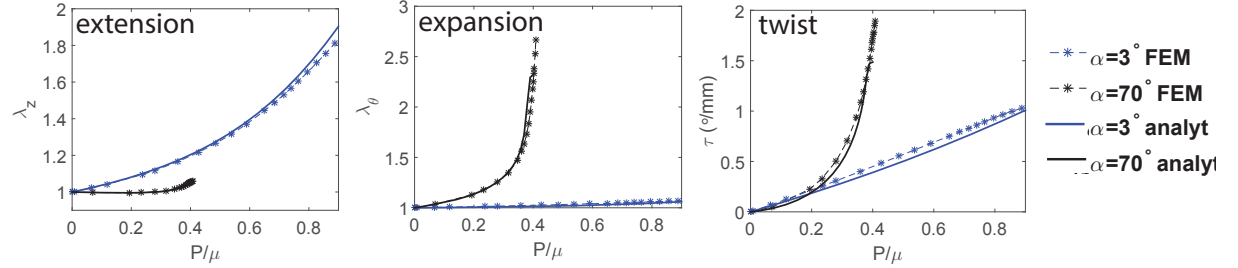 extension
2
1.8
1.6
1.4
1.2
1
λz
0 0.2 0.4 0.6 0.8
P/μ
expansion
3
2.5
2
1.5
1
λθ
0 0.2 0.4 0.6 0.8
P/μ
twist
2
1.5
1
0.5
0
τ (°/mm)
0 0.2 0.4 0.6 0.8
P/μ
α=3° FEM
α=70° FEM
α=3° analyt
α=70° analyt